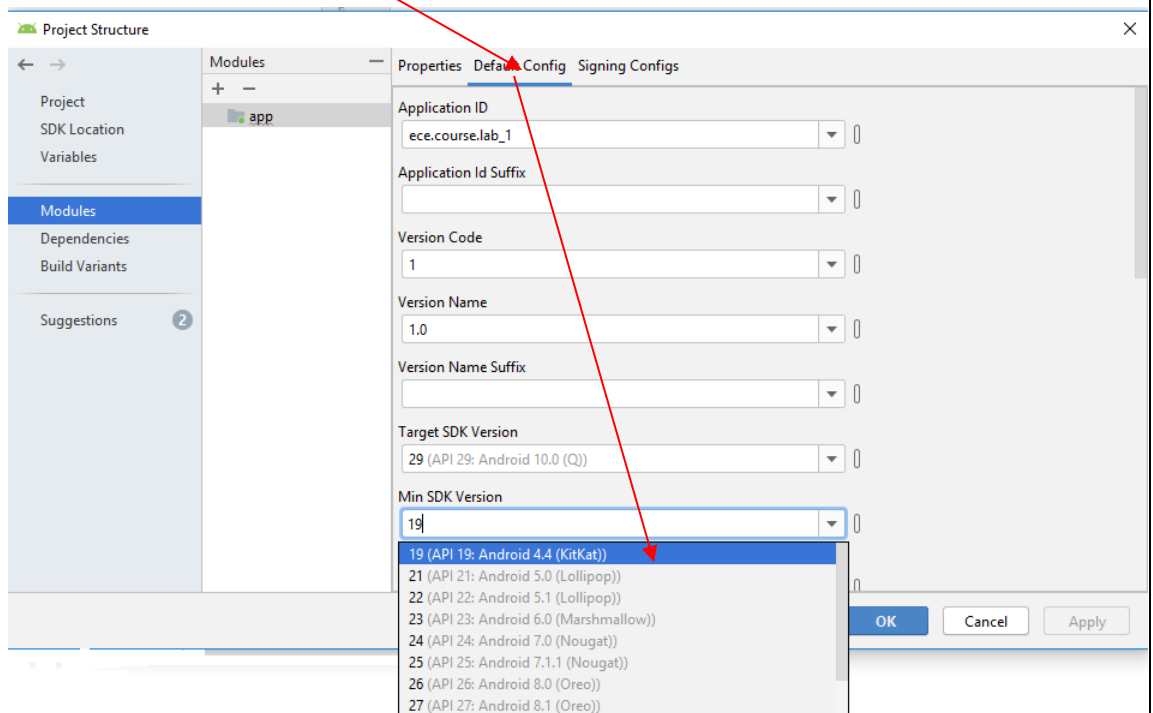 Project Structure
Project
SDK Location
Variables
Modules
Dependencies
Build Variants
Suggestions 2
Modules
app
Properties Default Config Signing Configs
Application ID
ece.course.lab_1
Application Id Suffix
Version Code
1
Version Name
1.0
Version Name Suffix
Target SDK Version
29 (API 29: Android 10.0 (Q))
Min SDK Version
19
19 (API 19: Android 4.4 (KitKat))
21 (API 21: Android 5.0 (Lollipop))
22 (API 22: Android 5.1 (Lollipop))
23 (API 23: Android 6.0 (Marshmallow))
24 (API 24: Android 7.0 (Nougat))
25 (API 25: Android 7.1.1 (Nougat))
26 (API 26: Android 8.0 (Oreo))
27 (API 27: Android 8.1 (Oreo))
OK Cancel Apply